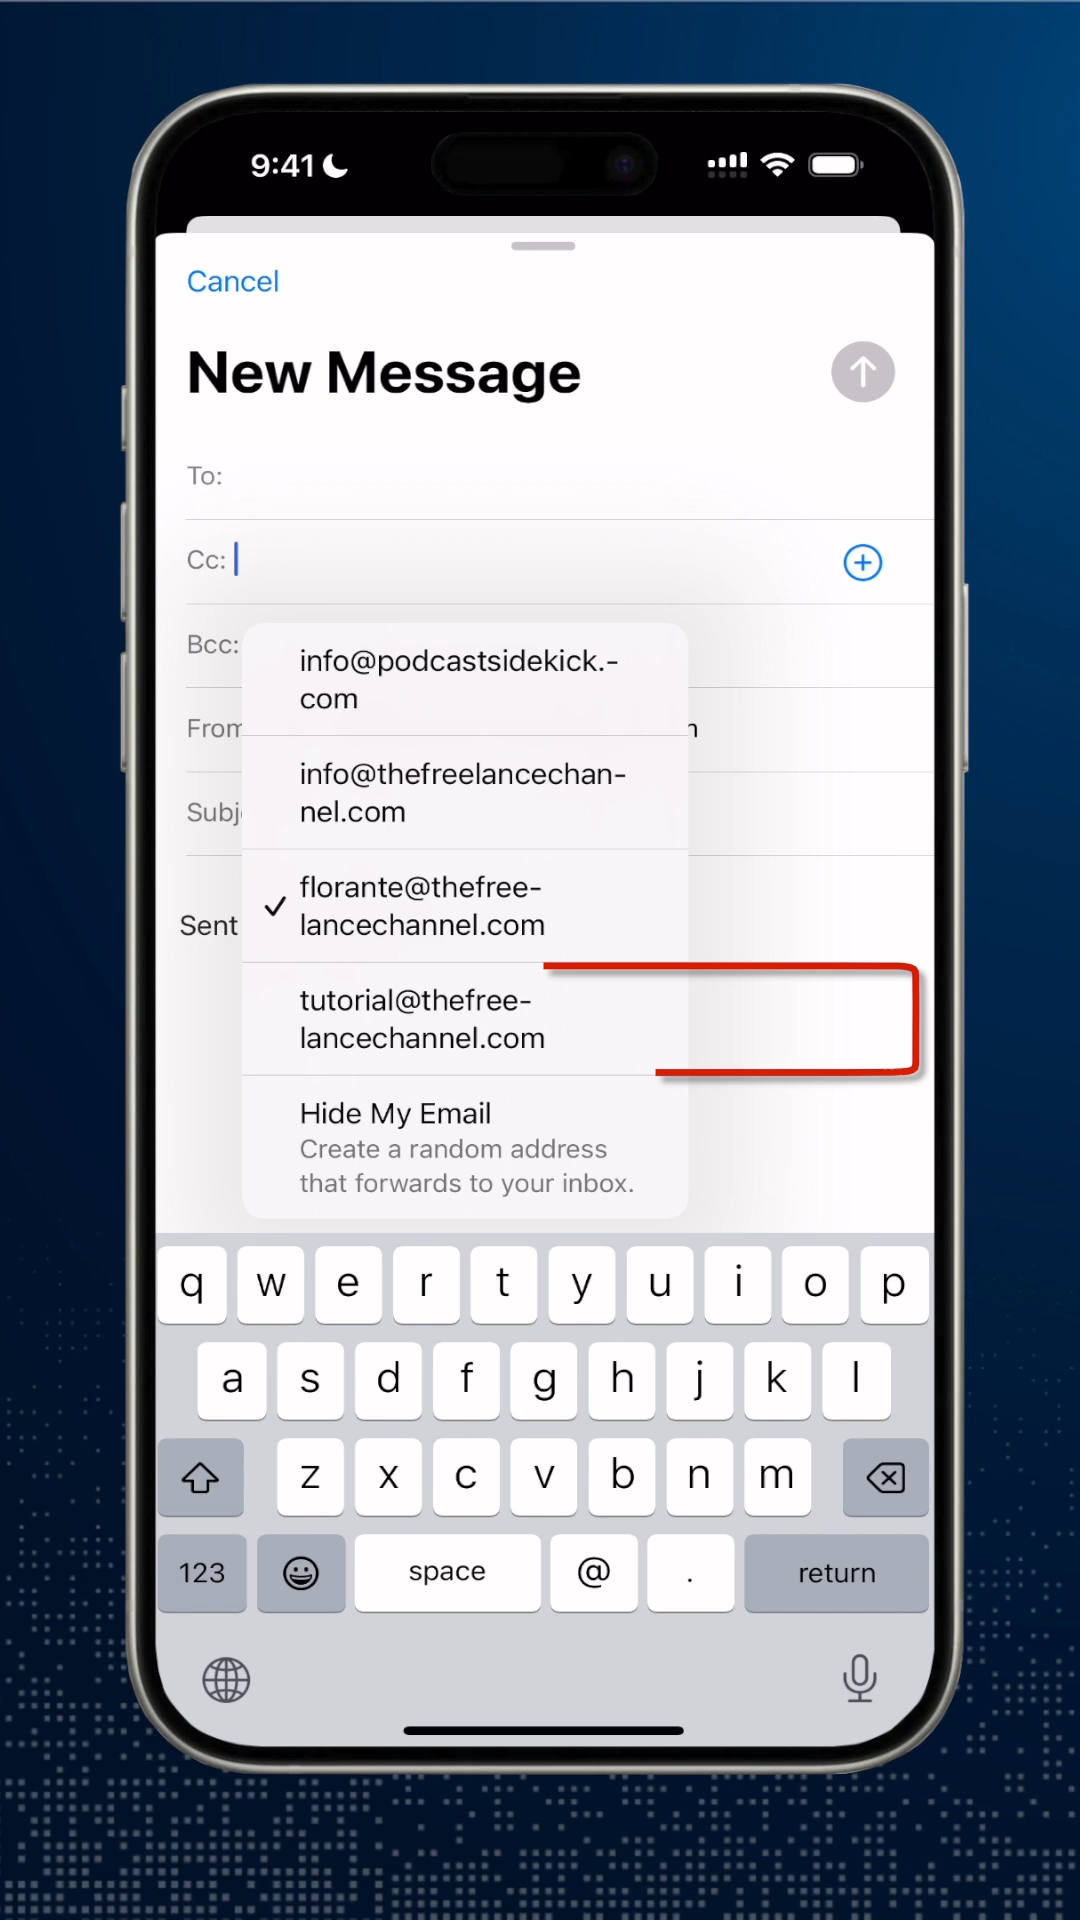 9:41
Cancel
New Message
To:
Cc:
Bcc:
info@podcastsidekick.-
com
From
info@thefreelancechan-
nel.com
Subj
florante@thefree-
lancechannel.com
Sent
tutorial@thefree-
lancechannel.com
Hide My Email
Create a random address
that forwards to your inbox.
q w e r t y u i o p
a s d f g h j k l
z x c v b n m
123 space @ . return